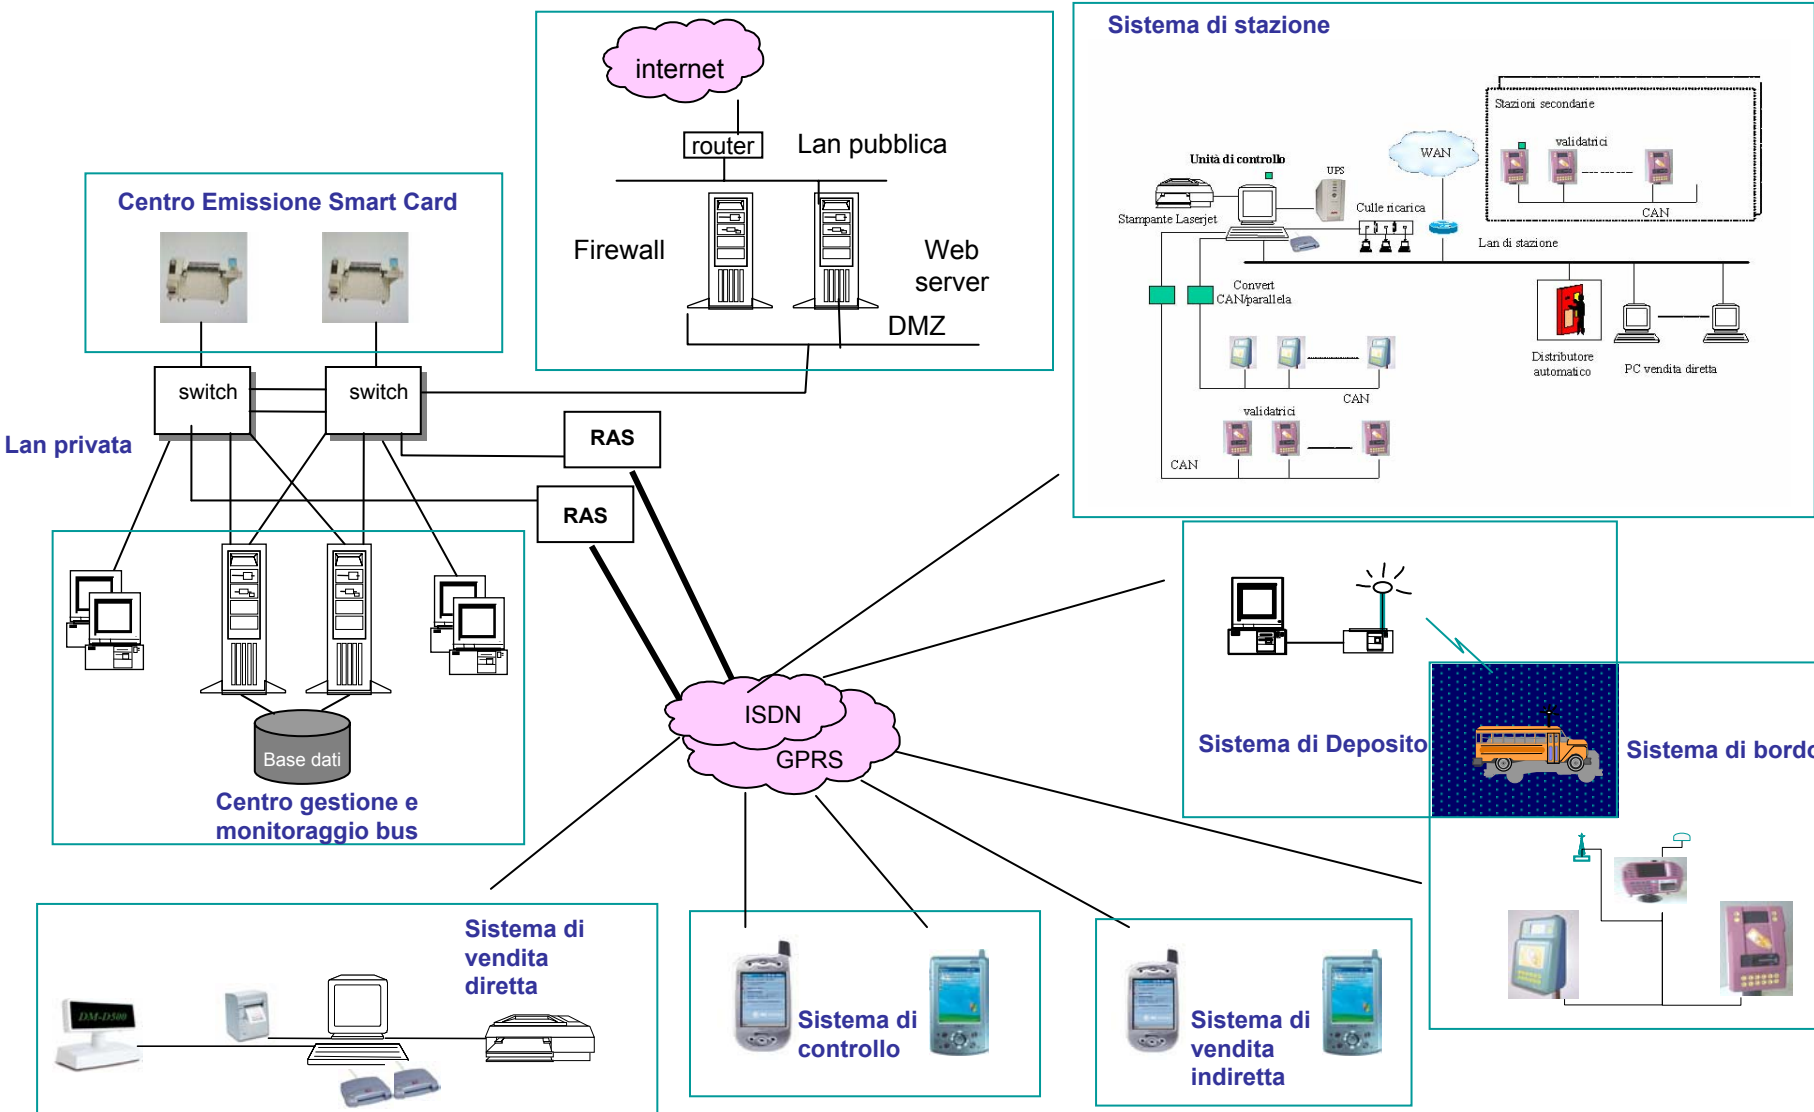 Sistema di stazione
internet
router
Lan pubblica
Firewall
Web
server
DMZ
Centro Emissione Smart Card
switch
switch
Lan privata
RAS
RAS
Stazioni secondarie
validatrici
CAN
WAN
Unità di controllo
UPS
Stampante Laserjet
Culle ricarica
Lan di stazione
Convert
CAN/parallela
Distributore
automatico
PC vendita diretta
CAN
validatrici
CAN
ISDN
GPRS
Base dati
Centro gestione e
monitoraggio bus
Sistema di Deposito
Sistema di bordo
Sistema di
vendita
diretta
DM-D500
Sistema di
controllo
Sistema di
vendita
indiretta